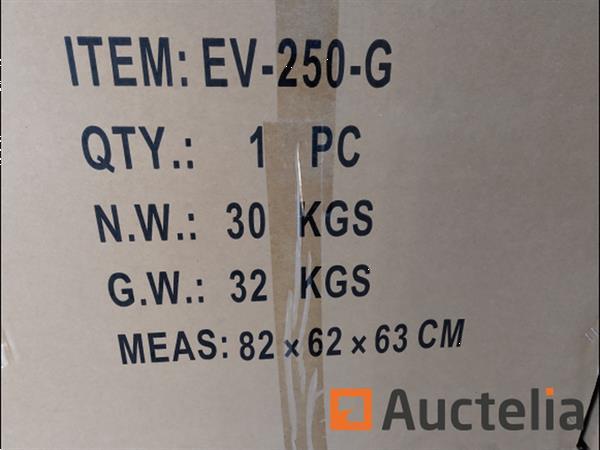 ITEM: EV-250-G
QTY.: 1 PC
N.W.: 30 KGS
G.W.: 32 KGS
MEAS: 82 × 62 × 63 CM
Auctelia